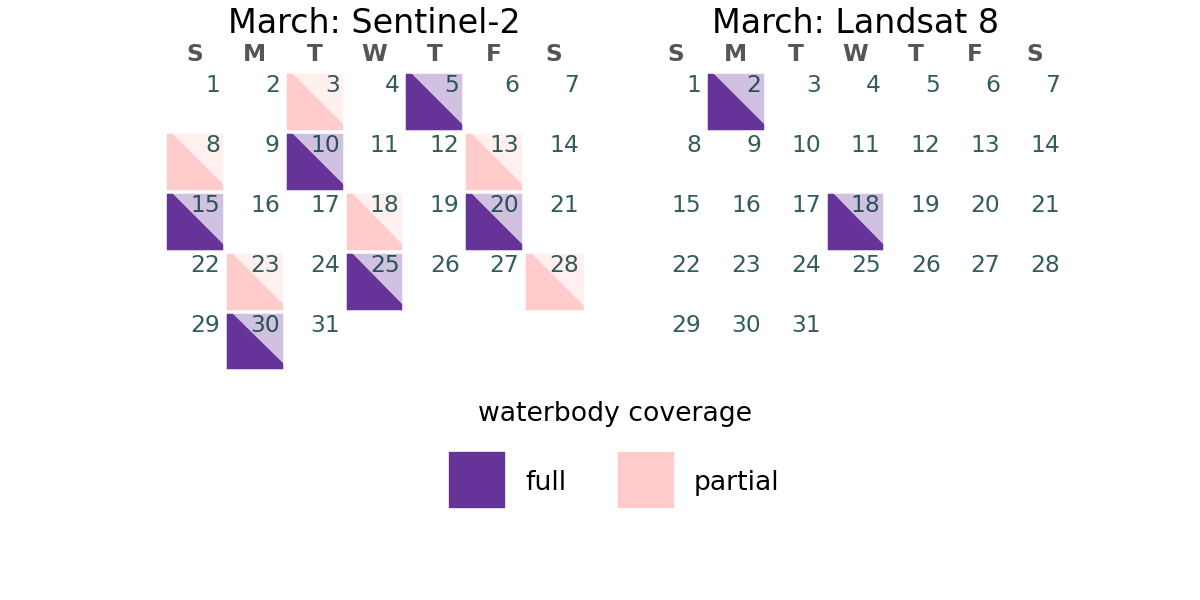 March: Sentinel-2
S M T W T F S
1 2 3 4 5 6 7
8 9 10 11 12 13 14
15 16 17 18 19 20 21
22 23 24 25 26 27 28
29 30 31
March: Landsat 8
S M T W T F S
1 2 3 4 5 6 7
8 9 10 11 12 13 14
15 16 17 18 19 20 21
22 23 24 25 26 27 28
29 30 31
waterbody coverage
full partial